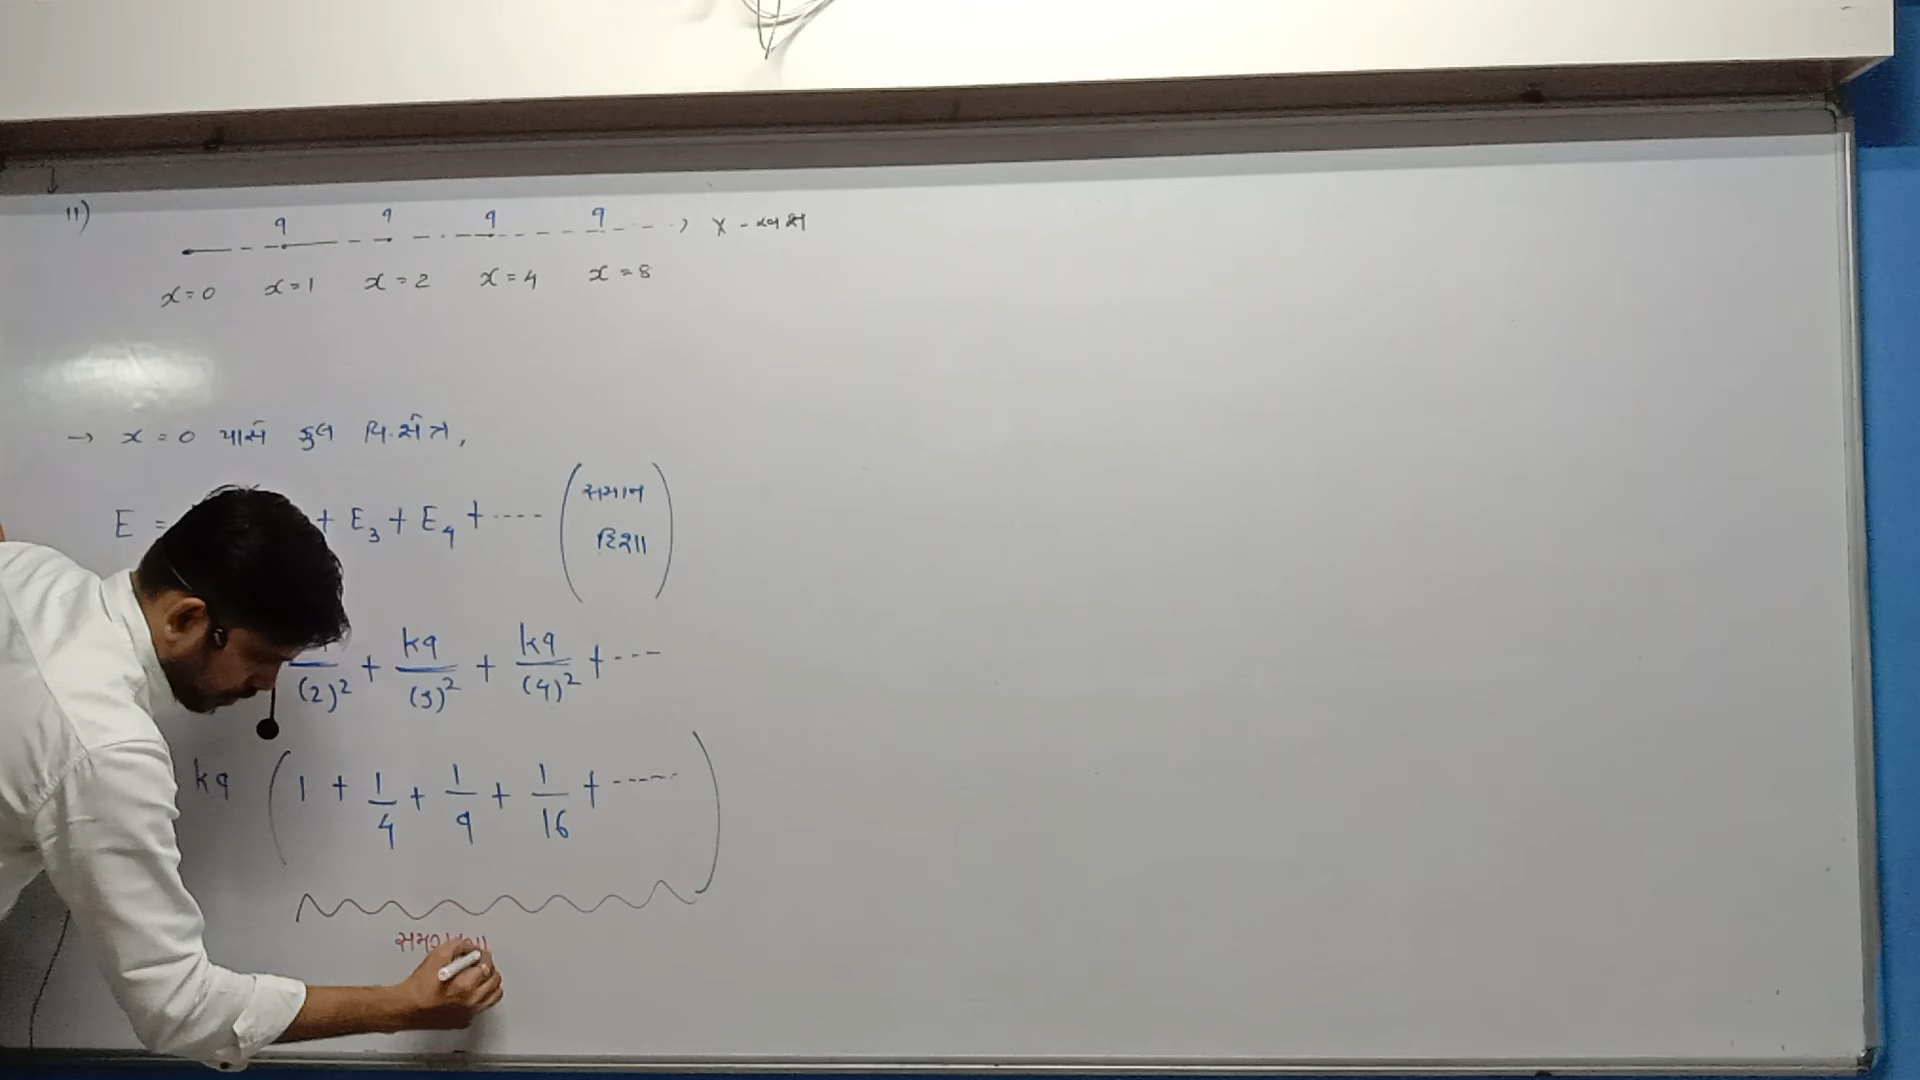 11)
q q q q
x=0 x=1 x=2 x=4 x=8 X-અક્ષ
→ x=0 પાસે કુલ વિ.ક્ષેત્ર,
E = + E₃ + E₄ + ---- (સમાન દિશા)
(2)² + kq/(3)² + kq/(4)² + ---
kq (1 + 1/4 + 1/9 + 1/16 + -----)